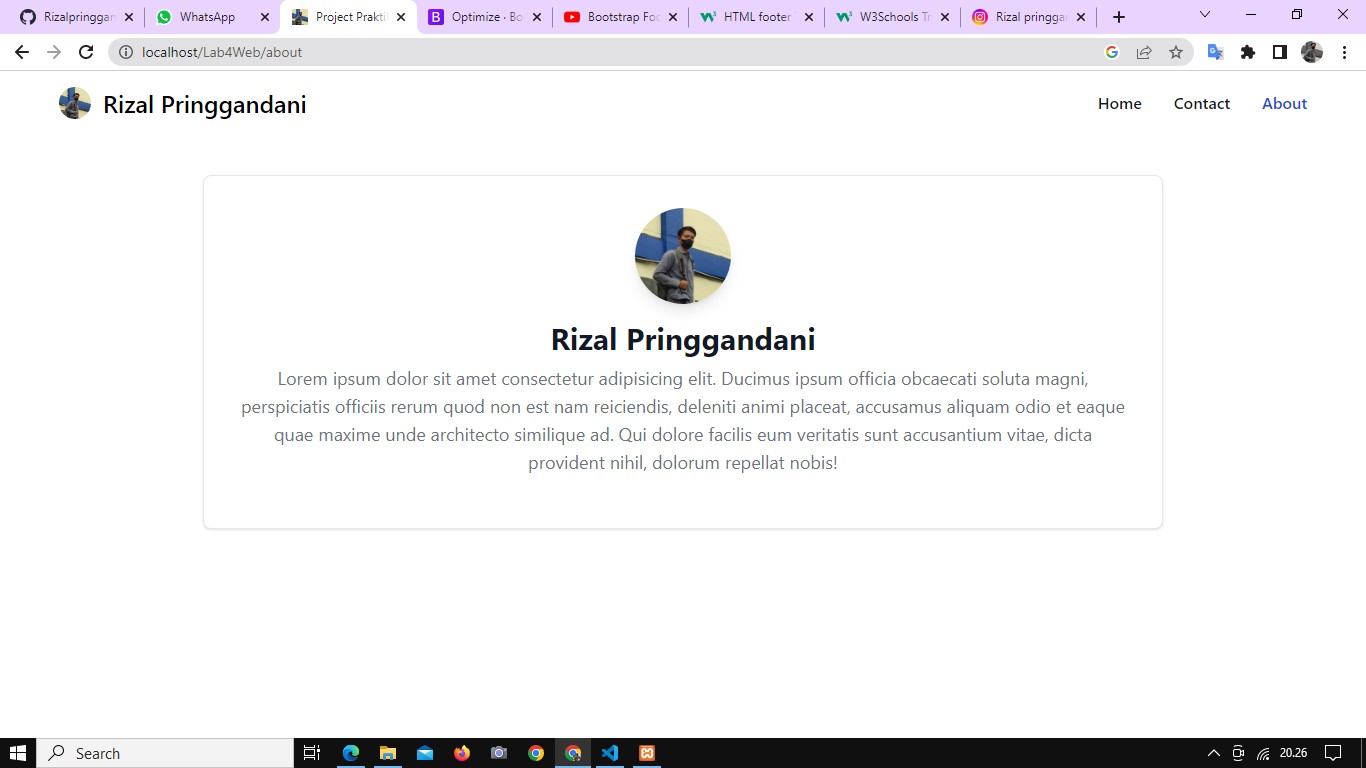 Rizalpringgan
WhatsApp
Project Prakti
Optimize · Bo
Bootstrap Foo
HTML footer
W3Schools Tr
Rizal pringga
localhost/Lab4Web/about
Rizal Pringgandani
Home
Contact
About
Rizal Pringgandani
Lorem ipsum dolor sit amet consectetur adipisicing elit. Ducimus ipsum officia obcaecati soluta magni,
perspiciatis officiis rerum quod non est nam reiciendis, deleniti animi placeat, accusamus aliquam odio et eaque
quae maxime unde architecto similique ad. Qui dolore facilis eum veritatis sunt accusantium vitae, dicta
provident nihil, dolorum repellat nobis!
Search
20.26